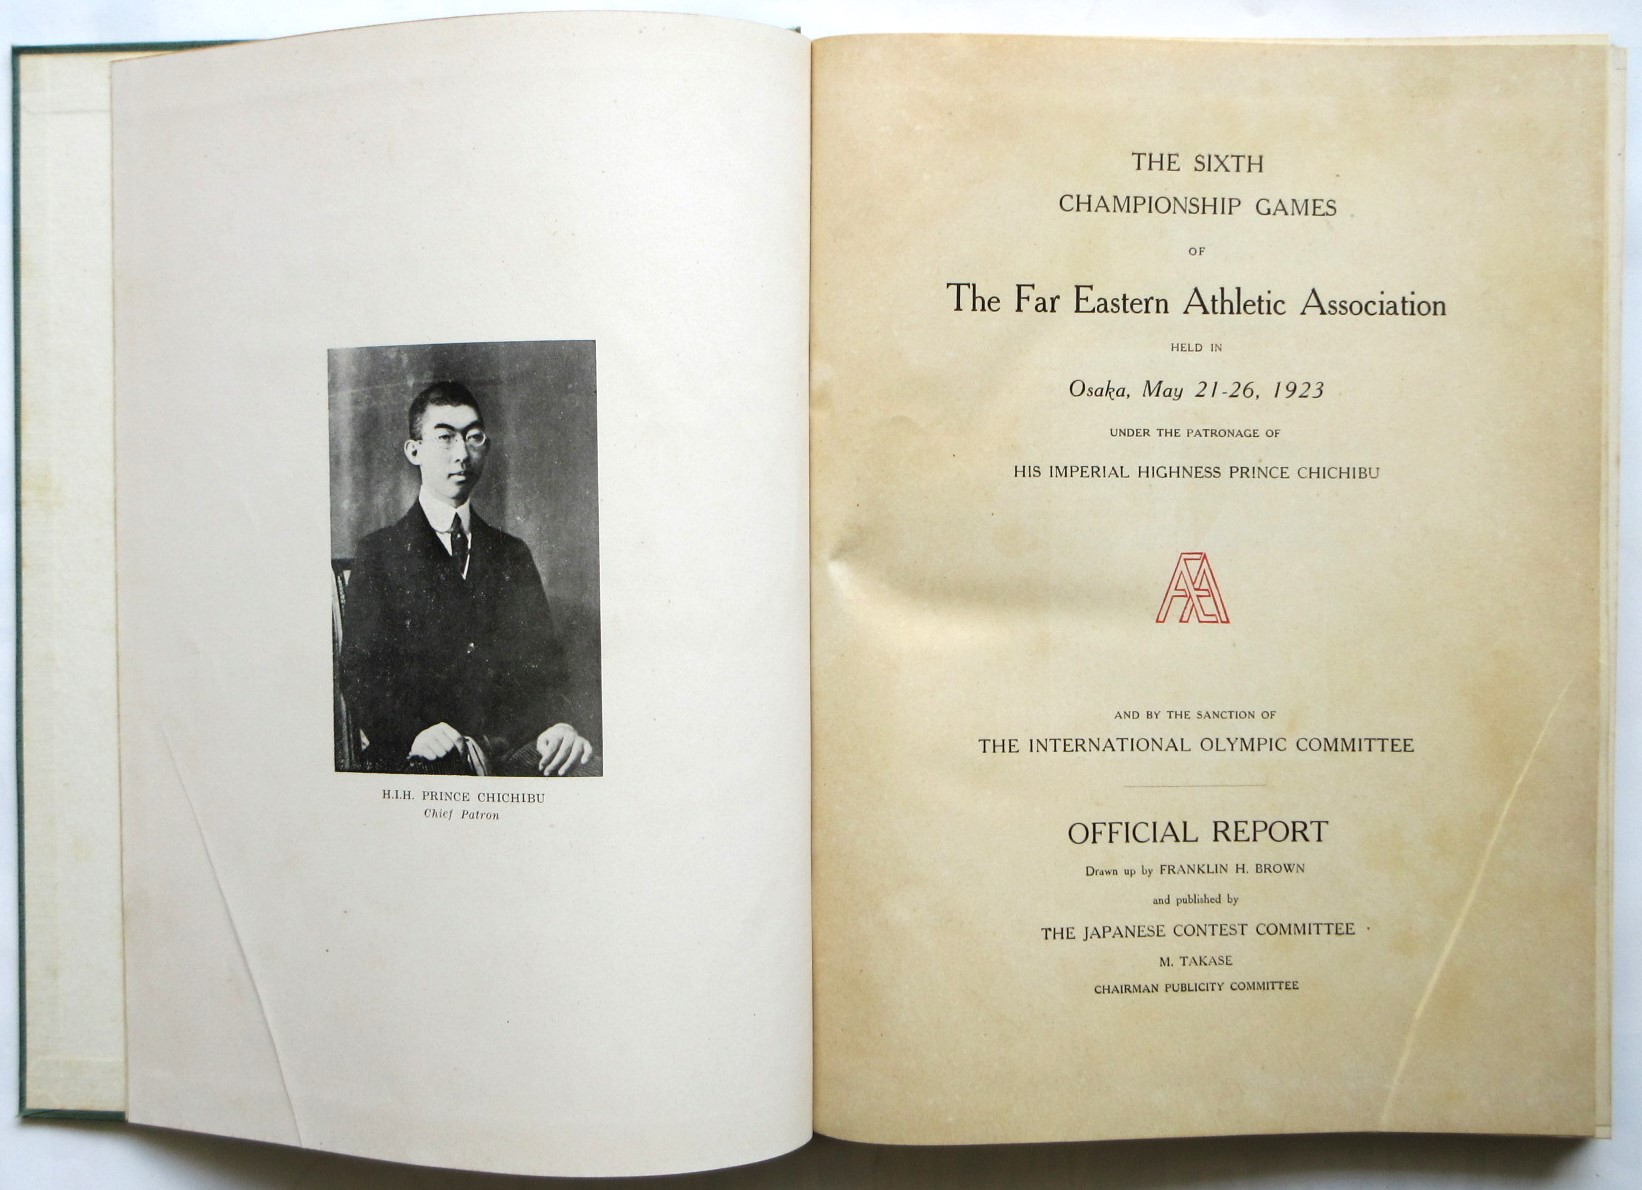 H.I.H. PRINCE CHICHIBU
Chief Patron
THE SIXTH
CHAMPIONSHIP GAMES
OF
The Far Eastern Athletic Association
HELD IN
Osaka, May 21-26, 1923
UNDER THE PATRONAGE OF
HIS IMPERIAL HIGHNESS PRINCE CHICHIBU
AND BY THE SANCTION OF
THE INTERNATIONAL OLYMPIC COMMITTEE
OFFICIAL REPORT
Drawn up by FRANKLIN H. BROWN
and published by
THE JAPANESE CONTEST COMMITTEE
M. TAKASE
CHAIRMAN PUBLICITY COMMITTEE